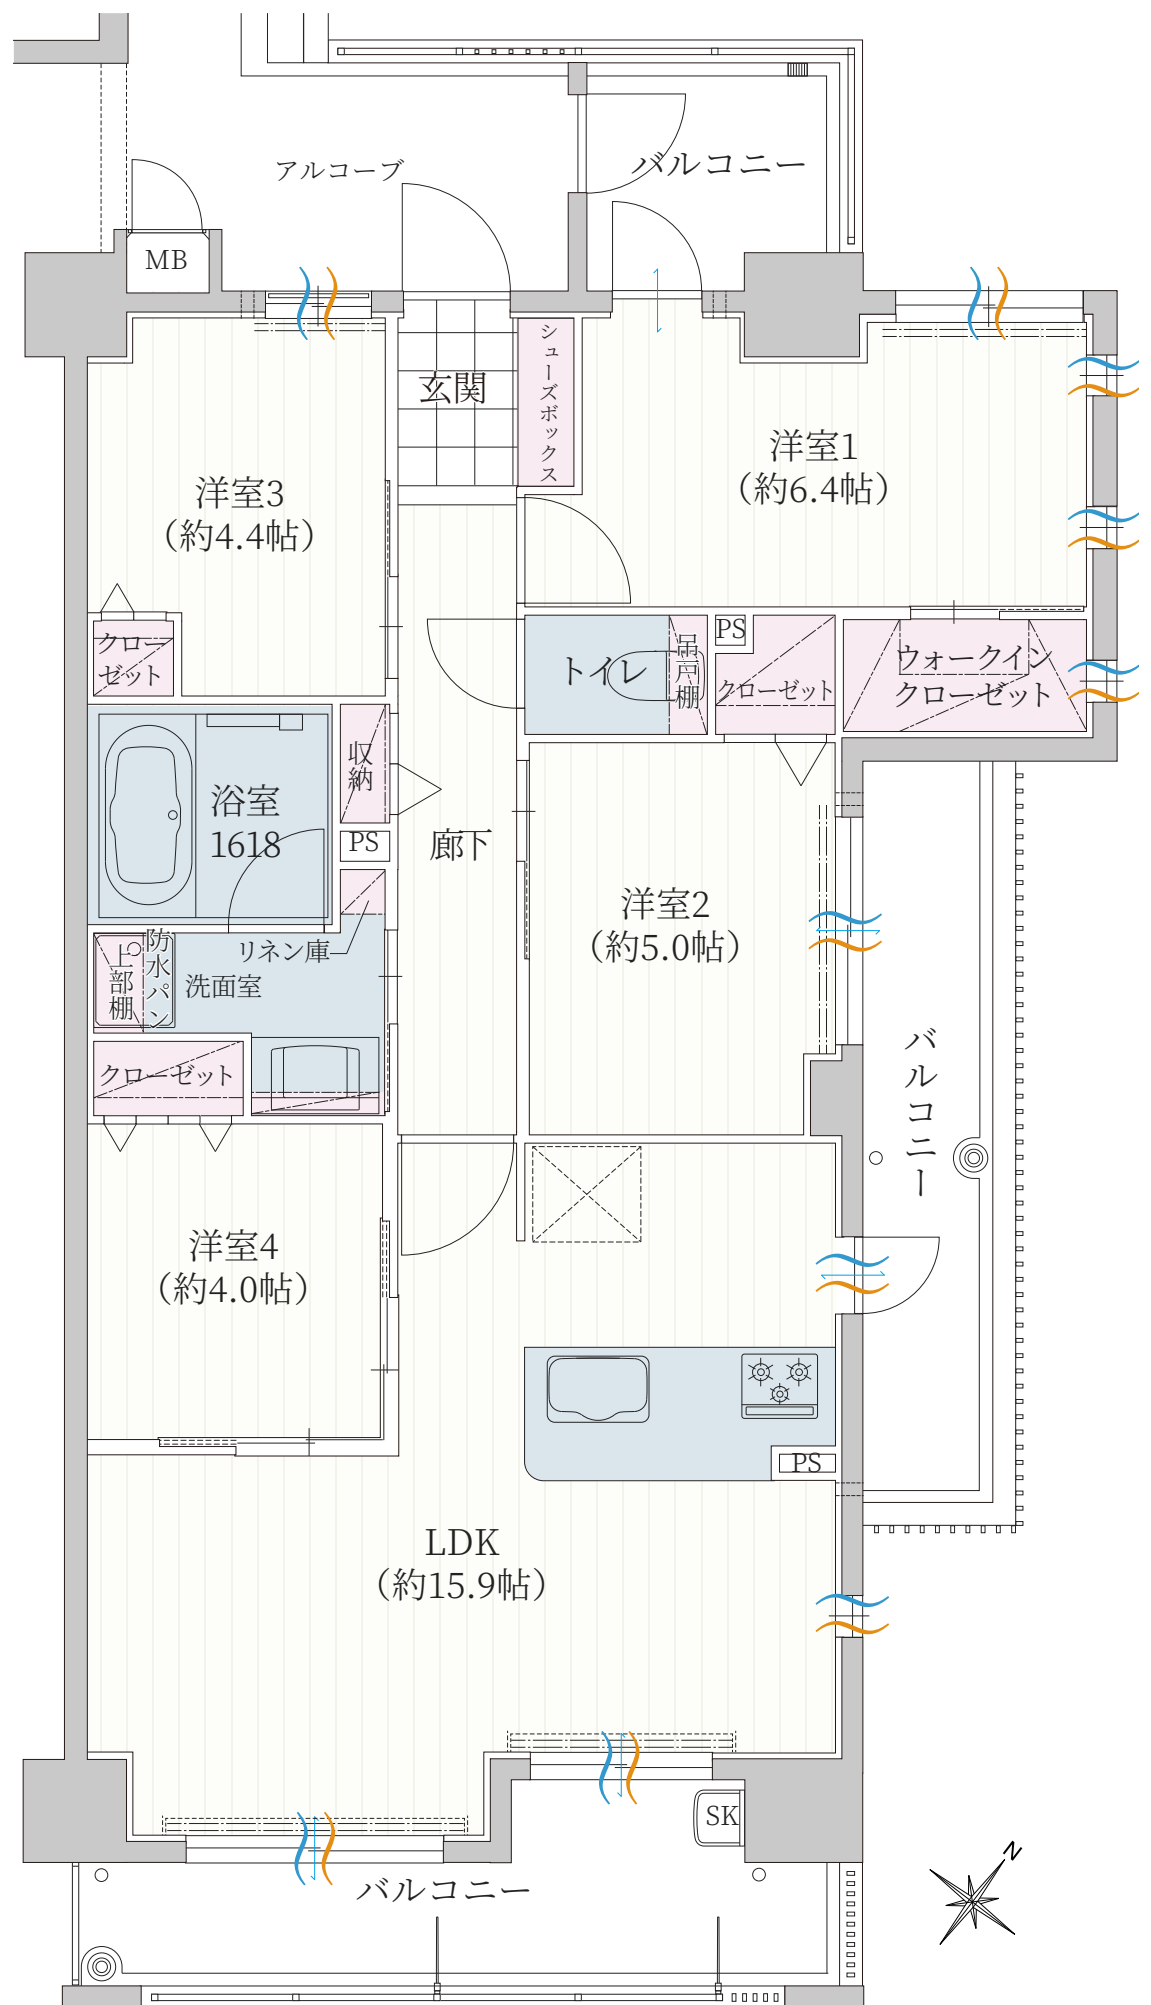 アルコーブ
バルコニー
MB
シューズボックス
玄関
洋室1
（約6.4帖）
洋室3
（約4.4帖）
クロー
ゼット
トイレ
吊戸棚
PS
クローゼット
ウォークイン
クローゼット
収納
浴室
1618
PS
廊下
洋室2
（約5.0帖）
リネン庫
防水パン
上部棚
洗面室
クローゼット
バルコニー
洋室4
（約4.0帖）
PS
LDK
（約15.9帖）
SK
バルコニー
N